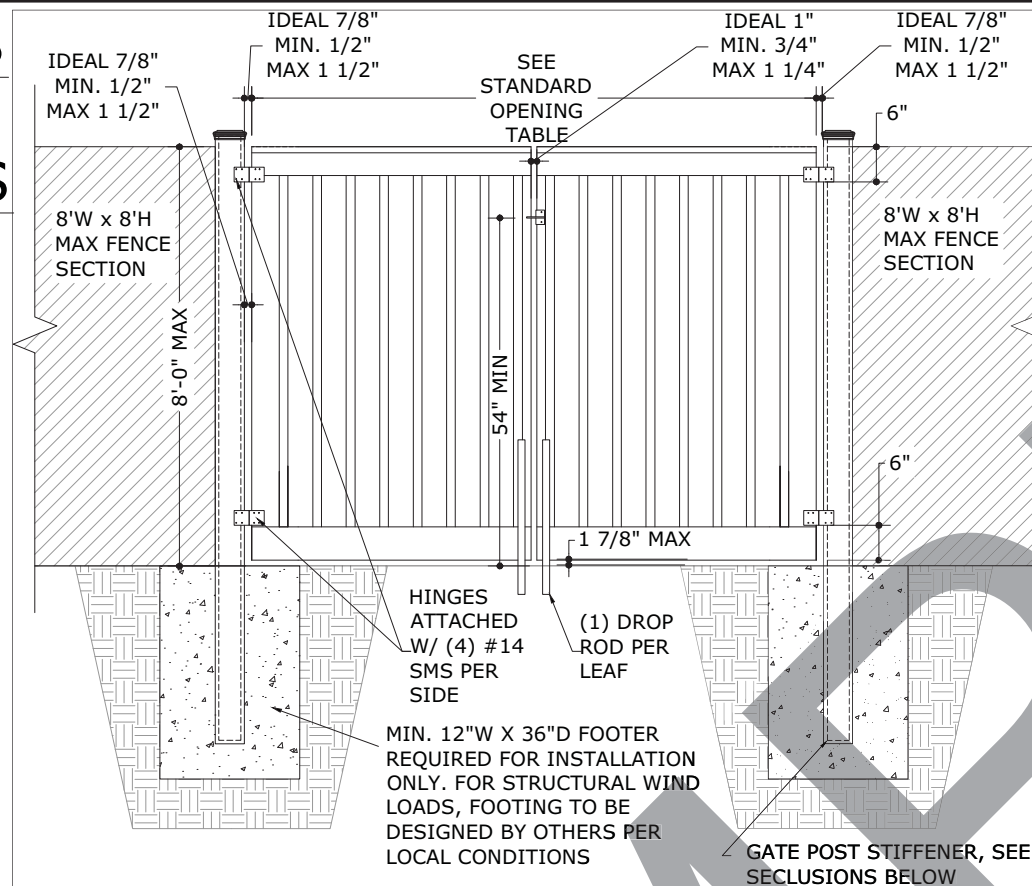 IDEAL 7/8"
MIN. 1/2"
MAX 1 1/2"
IDEAL 7/8"
MIN. 1/2"
MAX 1 1/2"
SEE
STANDARD
OPENING
TABLE
IDEAL 1"
MIN. 3/4"
MAX 1 1/4"
IDEAL 7/8"
MIN. 1/2"
MAX 1 1/2"
6"
8'W x 8'H
MAX FENCE
SECTION
8'W x 8'H
MAX FENCE
SECTION
8'-0" MAX
54" MIN
6"
1 7/8" MAX
HINGES
ATTACHED
W/ (4) #14
SMS PER
SIDE
(1) DROP
ROD PER
LEAF
MIN. 12"W X 36"D FOOTER
REQUIRED FOR INSTALLATION
ONLY. FOR STRUCTURAL WIND
LOADS, FOOTING TO BE
DESIGNED BY OTHERS PER
LOCAL CONDITIONS
GATE POST STIFFENER, SEE
SECLUSIONS BELOW